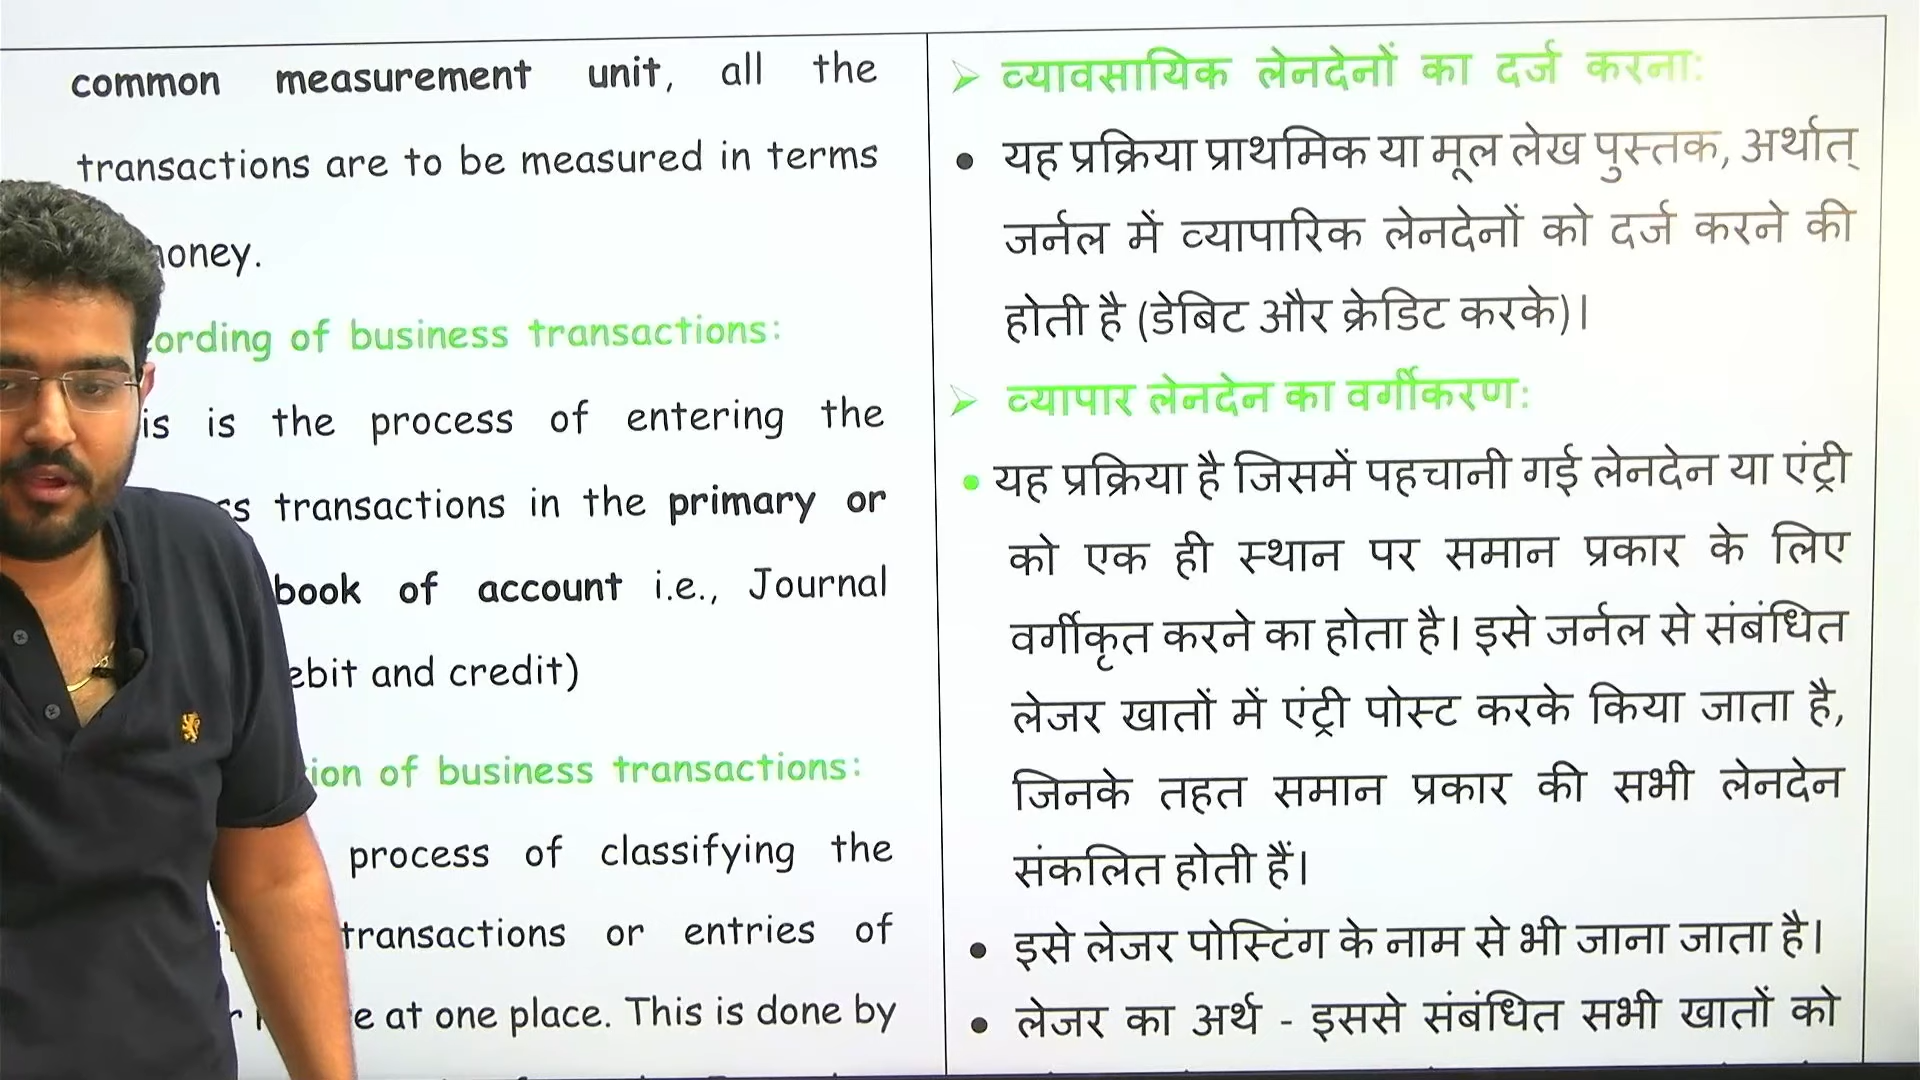 common measurement unit, all the
transactions are to be measured in terms
of business transactions:
is the process of entering the
transactions in the primary or
book of account i.e., Journal
and credit)
of business transactions:
process of classifying the
transactions or entries of
at one place. This is done by
व्यावसायिक लेनदेनों का दर्ज करना:
• यह प्रक्रिया प्राथमिक या मूल लेख पुस्तक, अर्थात्
जर्नल में व्यापारिक लेनदेनों को दर्ज करने की
होती है (डेबिट और क्रेडिट करके)।
व्यापार लेनदेन का वर्गीकरण:
• यह प्रक्रिया है जिसमें पहचानी गई लेनदेन या एंट्री
को एक ही स्थान पर समान प्रकार के लिए
वर्गीकृत करने का होता है। इसे जर्नल से संबंधित
लेजर खातों में एंट्री पोस्ट करके किया जाता है,
जिनके तहत समान प्रकार की सभी लेनदेन
संकलित होती हैं।
• इसे लेजर पोस्टिंग के नाम से भी जाना जाता है।
• लेजर का अर्थ - इससे संबंधित सभी खातों को